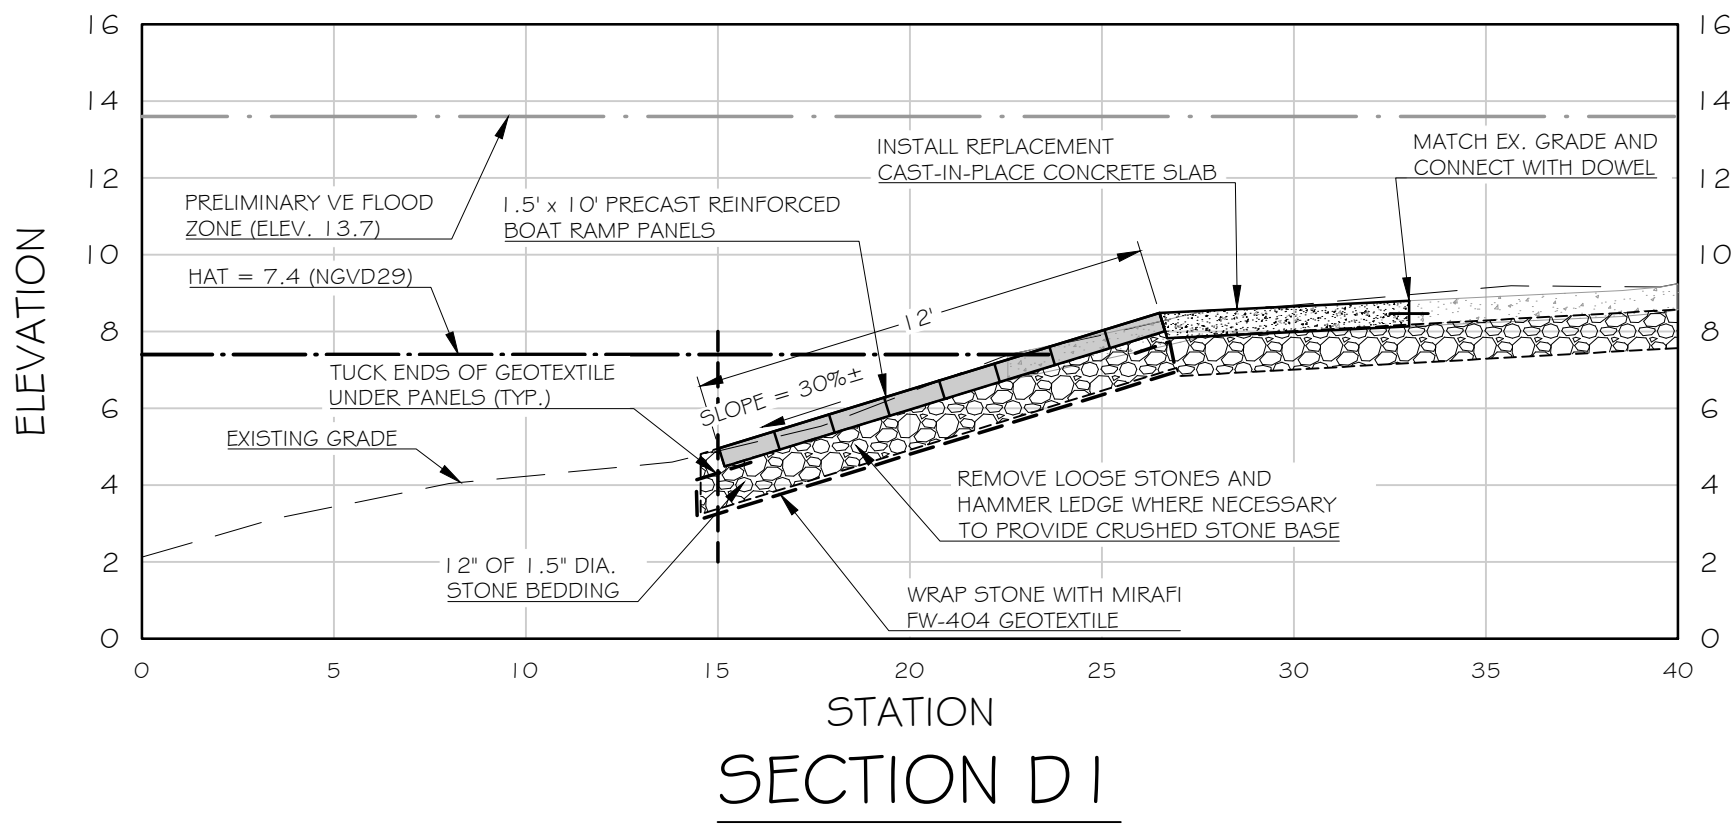 16
14
12
10
8
6
4
2
0
ELEVATION
16
14
12
10
8
6
4
2
0
PRELIMINARY VE FLOOD
ZONE (ELEV. 13.7)
HAT = 7.4 (NGVD29)
1.5' x 10' PRECAST REINFORCED
BOAT RAMP PANELS
INSTALL REPLACEMENT
CAST-IN-PLACE CONCRETE SLAB
MATCH EX. GRADE AND
CONNECT WITH DOWEL
12'
SLOPE = 30%±
TUCK ENDS OF GEOTEXTILE
UNDER PANELS (TYP.)
EXISTING GRADE
REMOVE LOOSE STONES AND
HAMMER LEDGE WHERE NECESSARY
TO PROVIDE CRUSHED STONE BASE
12" OF 1.5" DIA.
STONE BEDDING
WRAP STONE WITH MIRAFI
FW-404 GEOTEXTILE
0 5 10 15 20 25 30 35 40
STATION
SECTION D1